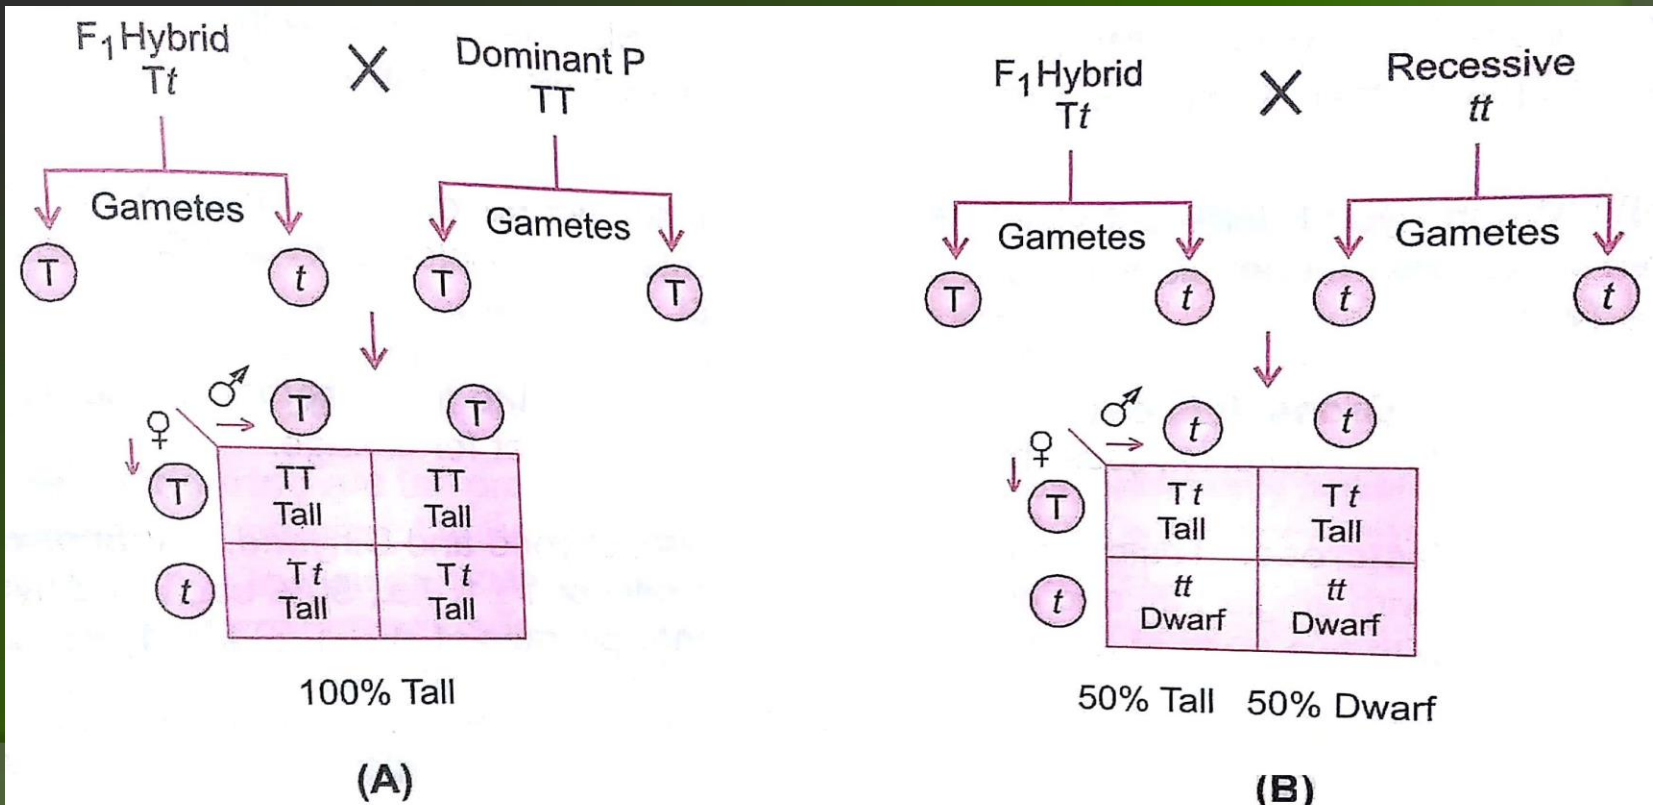 F1 Hybrid
Tt
X
Dominant P
TT
Gametes
Gametes
T
t
T
T
♂
♀
T
T
T
TT
Tall
TT
Tall
t
Tt
Tall
Tt
Tall
100% Tall
(A)
F1 Hybrid
Tt
X
Recessive
tt
Gametes
Gametes
T
t
t
t
♂
♀
t
t
T
Tt
Tall
Tt
Tall
t
tt
Dwarf
tt
Dwarf
50% Tall 50% Dwarf
(B)